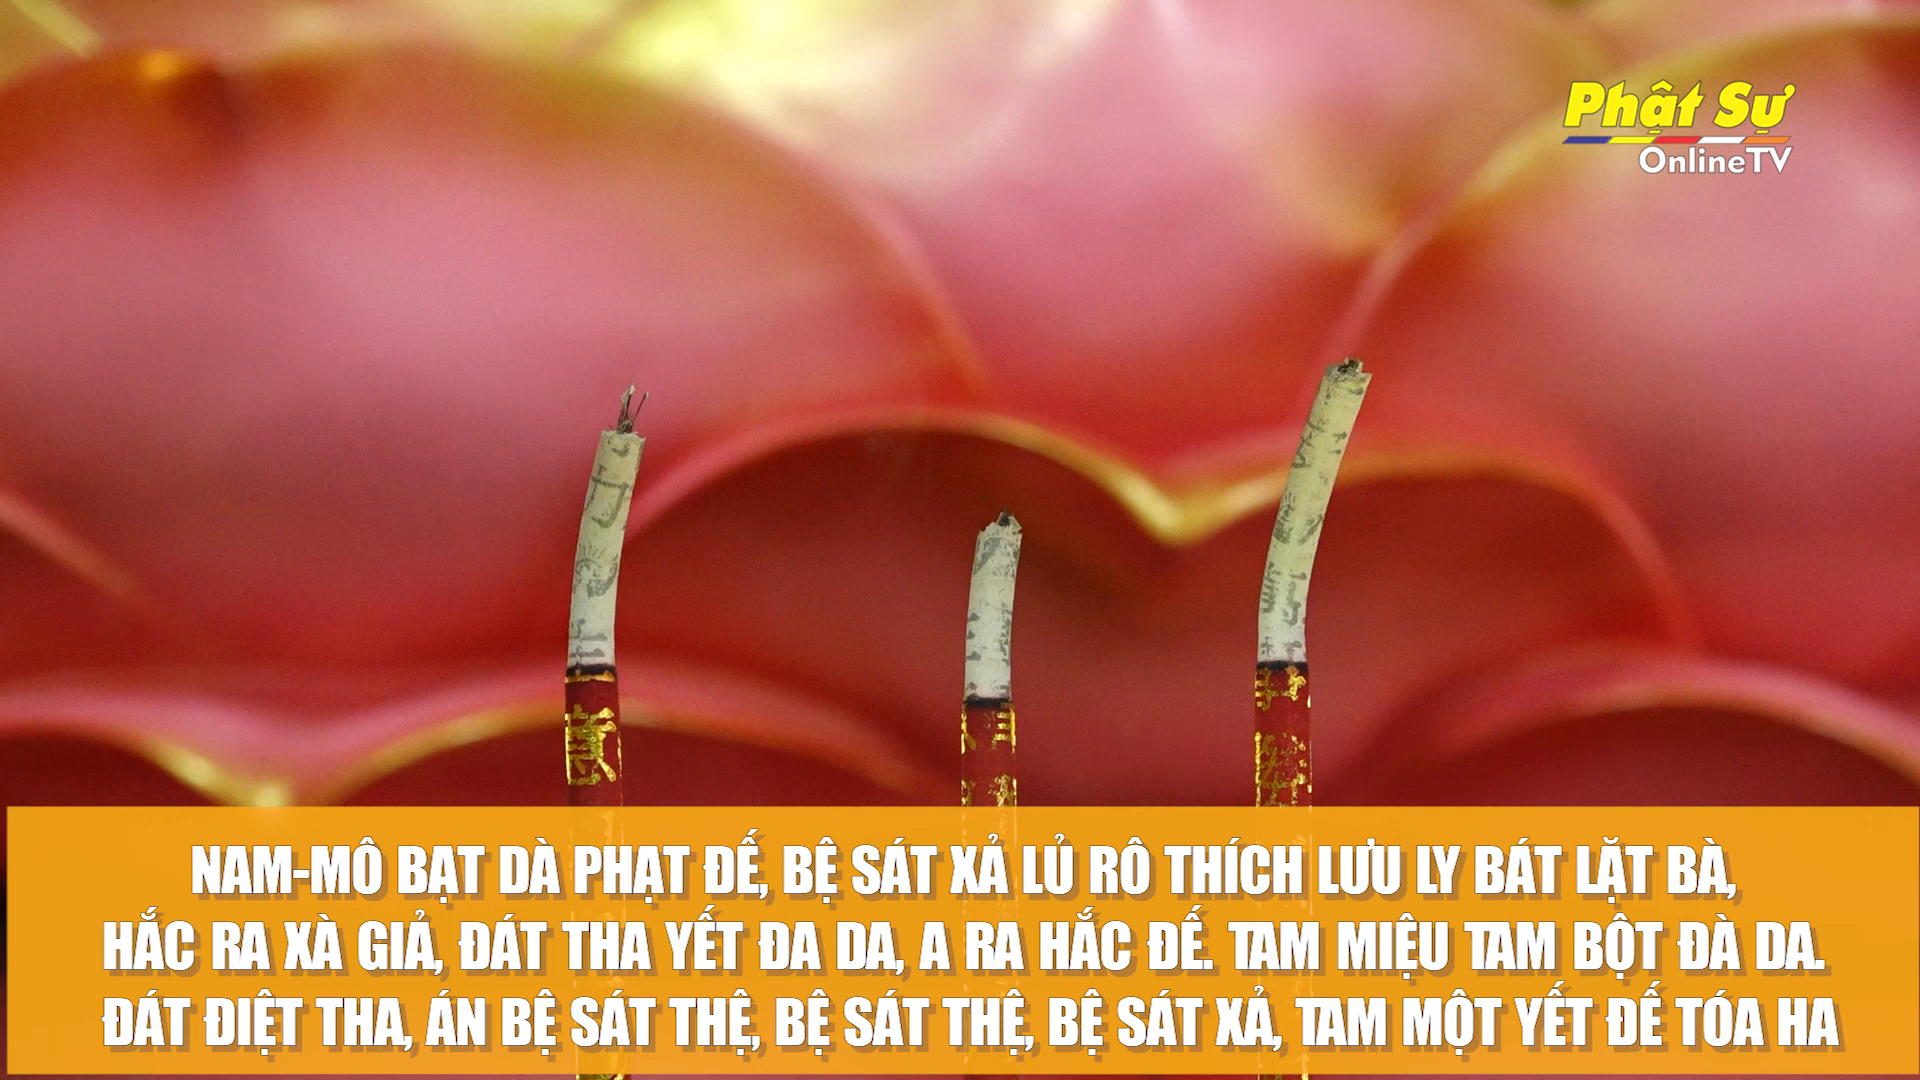 Phật Sự
OnlineTV
NAM-MÔ BẠT DÀ PHẠT ĐẾ, BỆ SÁT XẢ LỦ RÔ THÍCH LƯU LY BÁT LẶT BÀ,
HẮC RA XÀ GIẢ, ĐÁT THA YẾT ĐA DA, A RA HẮC ĐẾ. TAM MIỆU TAM BỘT ĐÀ DA.
ĐÁT ĐIỆT THA, ÁN BỆ SÁT THỆ, BỆ SÁT THỆ, BỆ SÁT XẢ, TAM MỘT YẾT ĐẾ TÓA HA